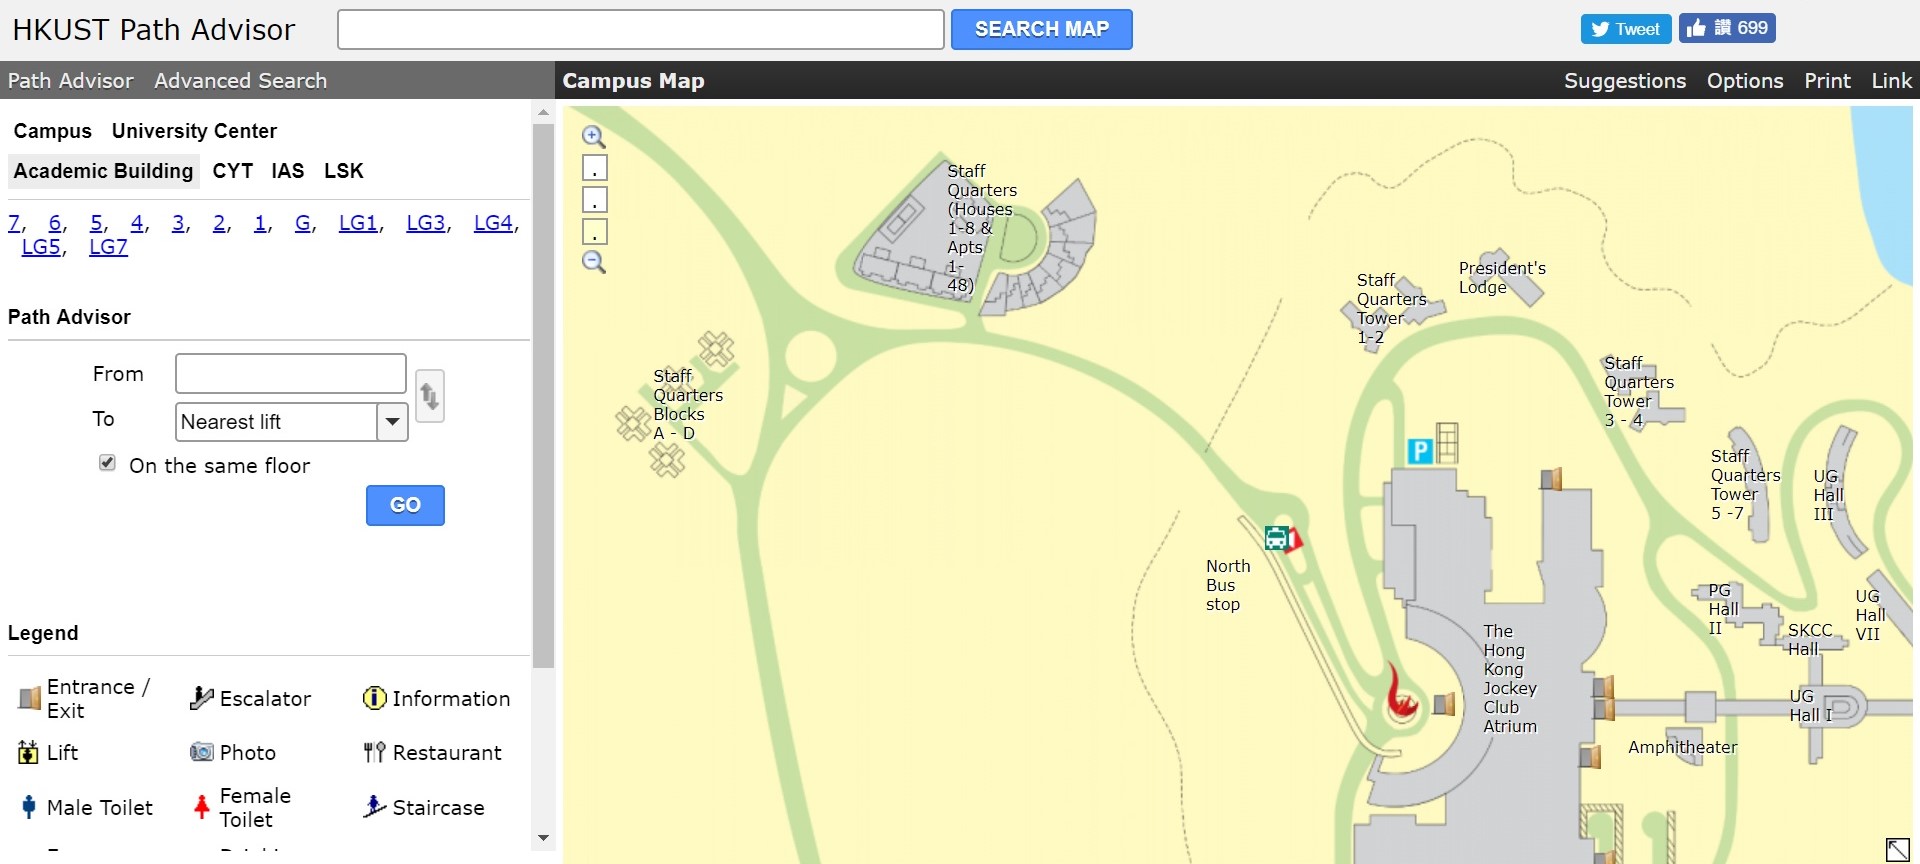 HKUST Path Advisor
SEARCH MAP
Tweet
讚 699
Path Advisor Advanced Search
Campus Map
Suggestions Options Print Link
Campus University Center
Academic Building CYT IAS LSK
7, 6, 5, 4, 3, 2, 1, G, LG1, LG3, LG4,
LG5, LG7
Path Advisor
From
To
Nearest lift
On the same floor
GO
Legend
Entrance /
Exit
Escalator
Information
Lift
Photo
Restaurant
Male Toilet
Female
Toilet
Staircase
Staff
Quarters
(Houses
1-8 &
Apts
1-
48)
Staff
Quarters
Tower
1-2
President's
Lodge
Staff
Quarters
Blocks
A - D
Staff
Quarters
Tower
3 - 4
P
Staff
Quarters
Tower
5 -7
UG
Hall
III
North
Bus
stop
PG
Hall
II
UG
Hall
VII
SKCC
Hall
The
Hong
Kong
Jockey
Club
Atrium
UG
Hall I
Amphitheater